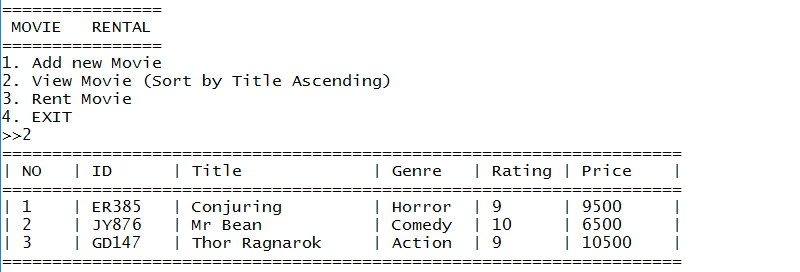 ================
 MOVIE   RENTAL
================
1. Add new Movie
2. View Movie (Sort by Title Ascending)
3. Rent Movie
4. EXIT
>>2
====================================================================
| NO    | ID      | Title             | Genre   | Rating | Price    |
====================================================================
| 1     | ER385   | Conjuring         | Horror  | 9      | 9500     |
| 2     | JY876   | Mr Bean           | Comedy  | 10     | 6500     |
| 3     | GD147   | Thor Ragnarok     | Action  | 9      | 10500    |
====================================================================